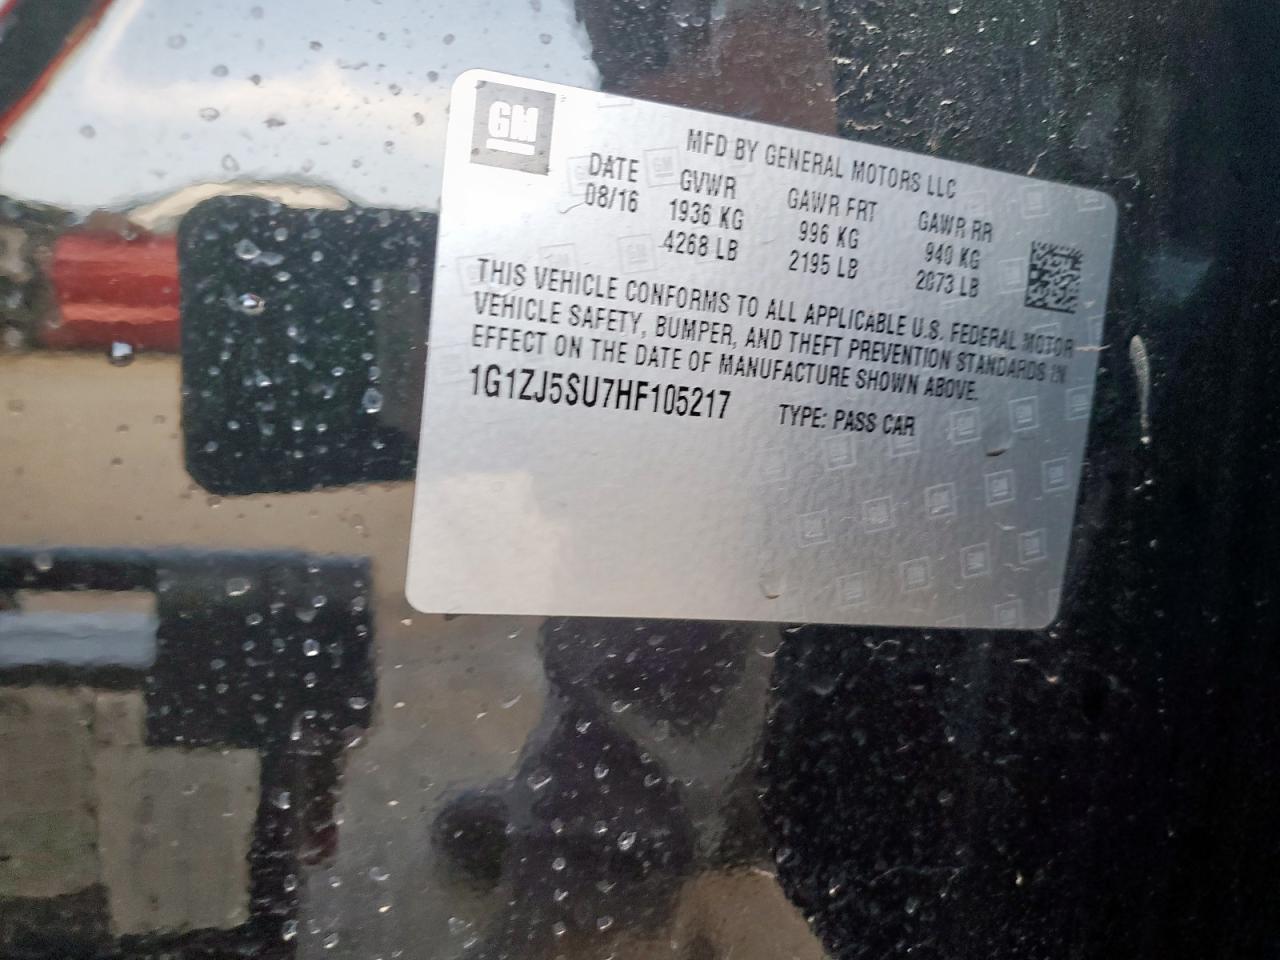 GM
MFD BY GENERAL MOTORS LLC
DATE GVWR GAWR FRT GAWR RR
08/16 1936 KG 996 KG 940 KG
4268 LB 2195 LB 2073 LB
THIS VEHICLE CONFORMS TO ALL APPLICABLE U.S. FEDERAL MOTOR
VEHICLE SAFETY, BUMPER, AND THEFT PREVENTION STANDARDS IN
EFFECT ON THE DATE OF MANUFACTURE SHOWN ABOVE.
1G1ZJ5SU7HF105217 TYPE: PASS CAR